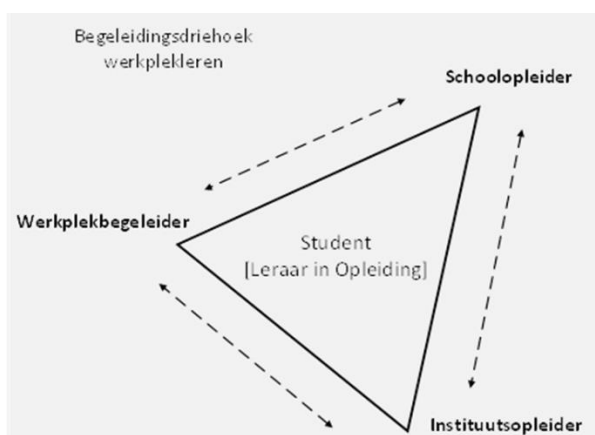 Begeleidingsdriehoek
werkplekleren
Schoolopleider
Werkplekbegeleider
Student
[Leraar in Opleiding]
Instituutsopleider